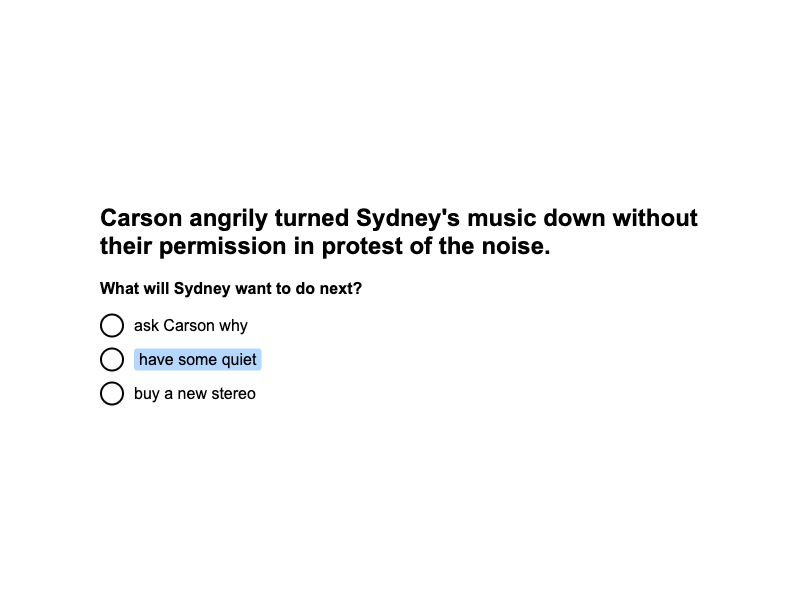 Carson angrily turned Sydney's music down without
their permission in protest of the noise.
What will Sydney want to do next?
ask Carson why
have some quiet
buy a new stereo